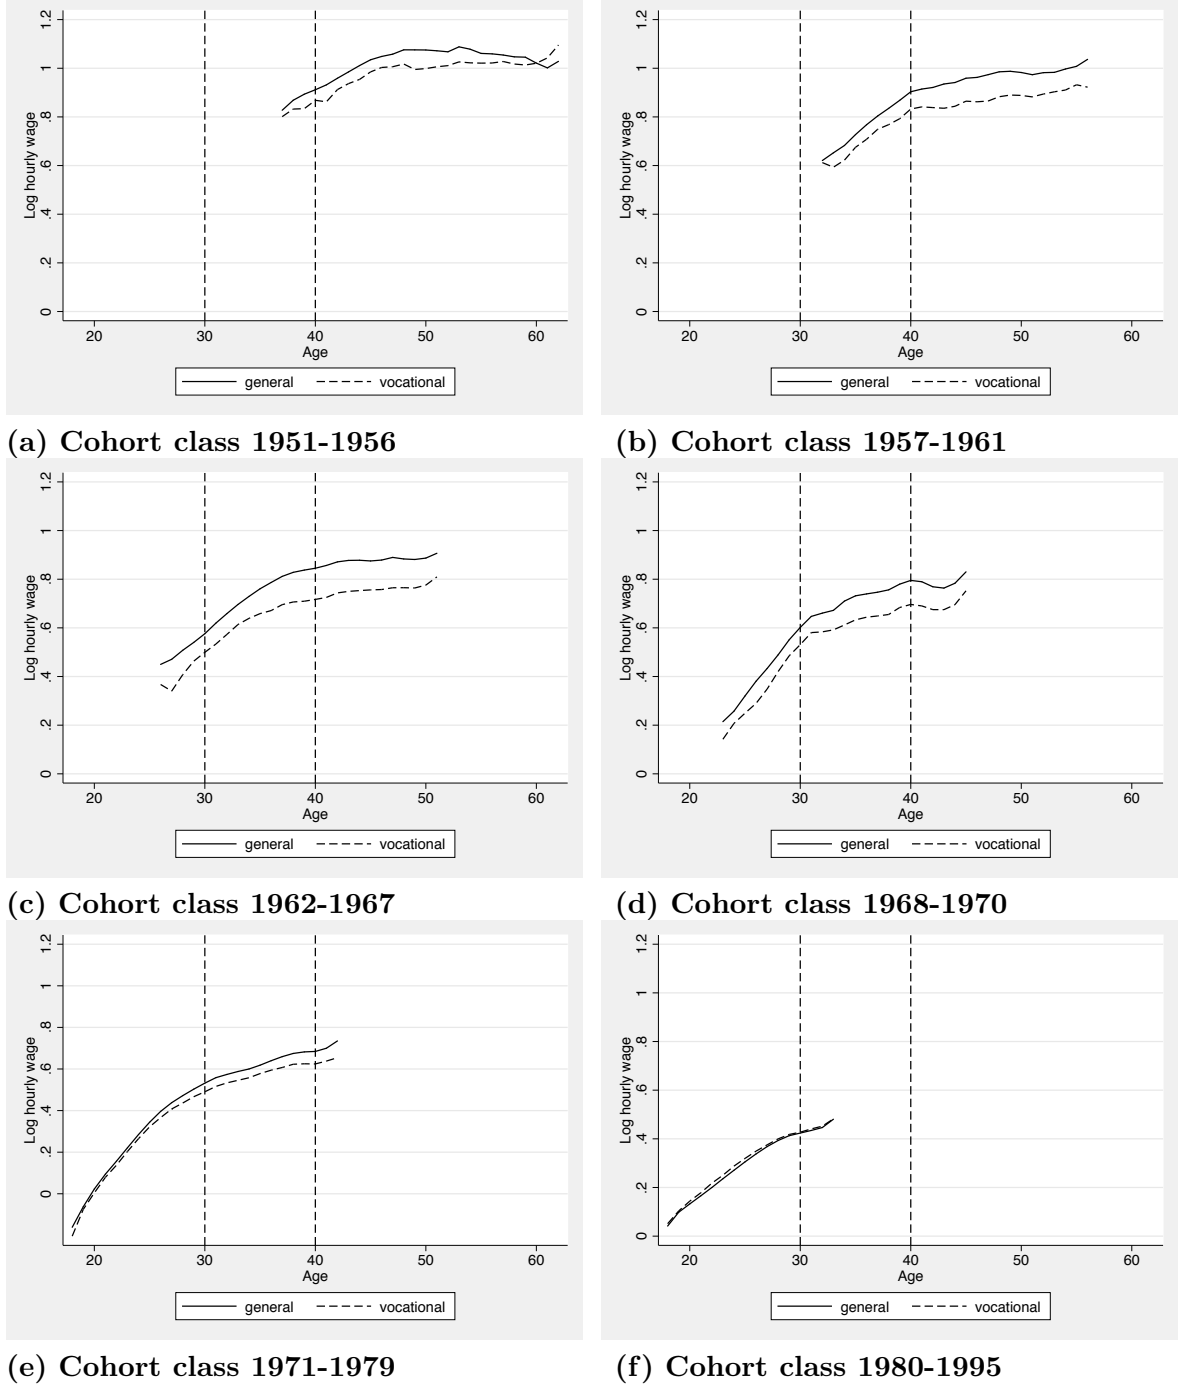 Log hourly wage
0 .2 .4 .6 .8 1 1.2
20 30 40 50 60
Age
general vocational
(a) Cohort class 1951-1956
Log hourly wage
0 .2 .4 .6 .8 1 1.2
20 30 40 50 60
Age
general vocational
(b) Cohort class 1957-1961
Log hourly wage
0 .2 .4 .6 .8 1 1.2
20 30 40 50 60
Age
general vocational
(c) Cohort class 1962-1967
Log hourly wage
0 .2 .4 .6 .8 1 1.2
20 30 40 50 60
Age
general vocational
(d) Cohort class 1968-1970
Log hourly wage
0 .2 .4 .6 .8 1 1.2
20 30 40 50 60
Age
general vocational
(e) Cohort class 1971-1979
Log hourly wage
0 .2 .4 .6 .8 1 1.2
20 30 40 50 60
Age
general vocational
(f) Cohort class 1980-1995